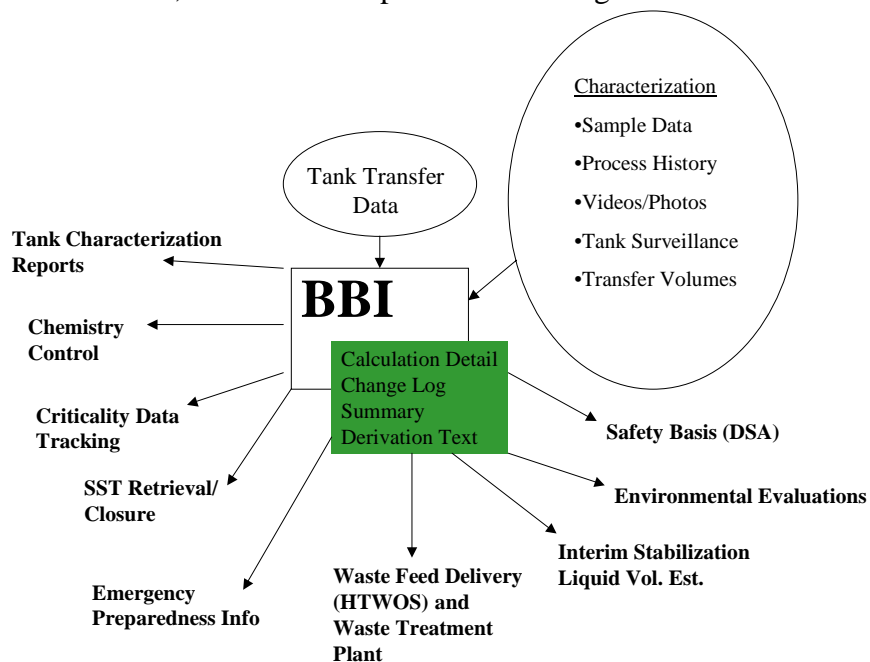 Characterization
•Sample Data
•Process History
•Videos/Photos
•Tank Surveillance
•Transfer Volumes
Tank Transfer
Data
Tank Characterization
Reports
BBI
Chemistry
Control
Calculation Detail
Change Log
Summary
Derivation Text
Criticality Data
Tracking
Safety Basis (DSA)
SST Retrieval/
Closure
Environmental Evaluations
Interim Stabilization
Liquid Vol. Est.
Emergency
Preparedness Info
Waste Feed Delivery
(HTWOS) and
Waste Treatment
Plant